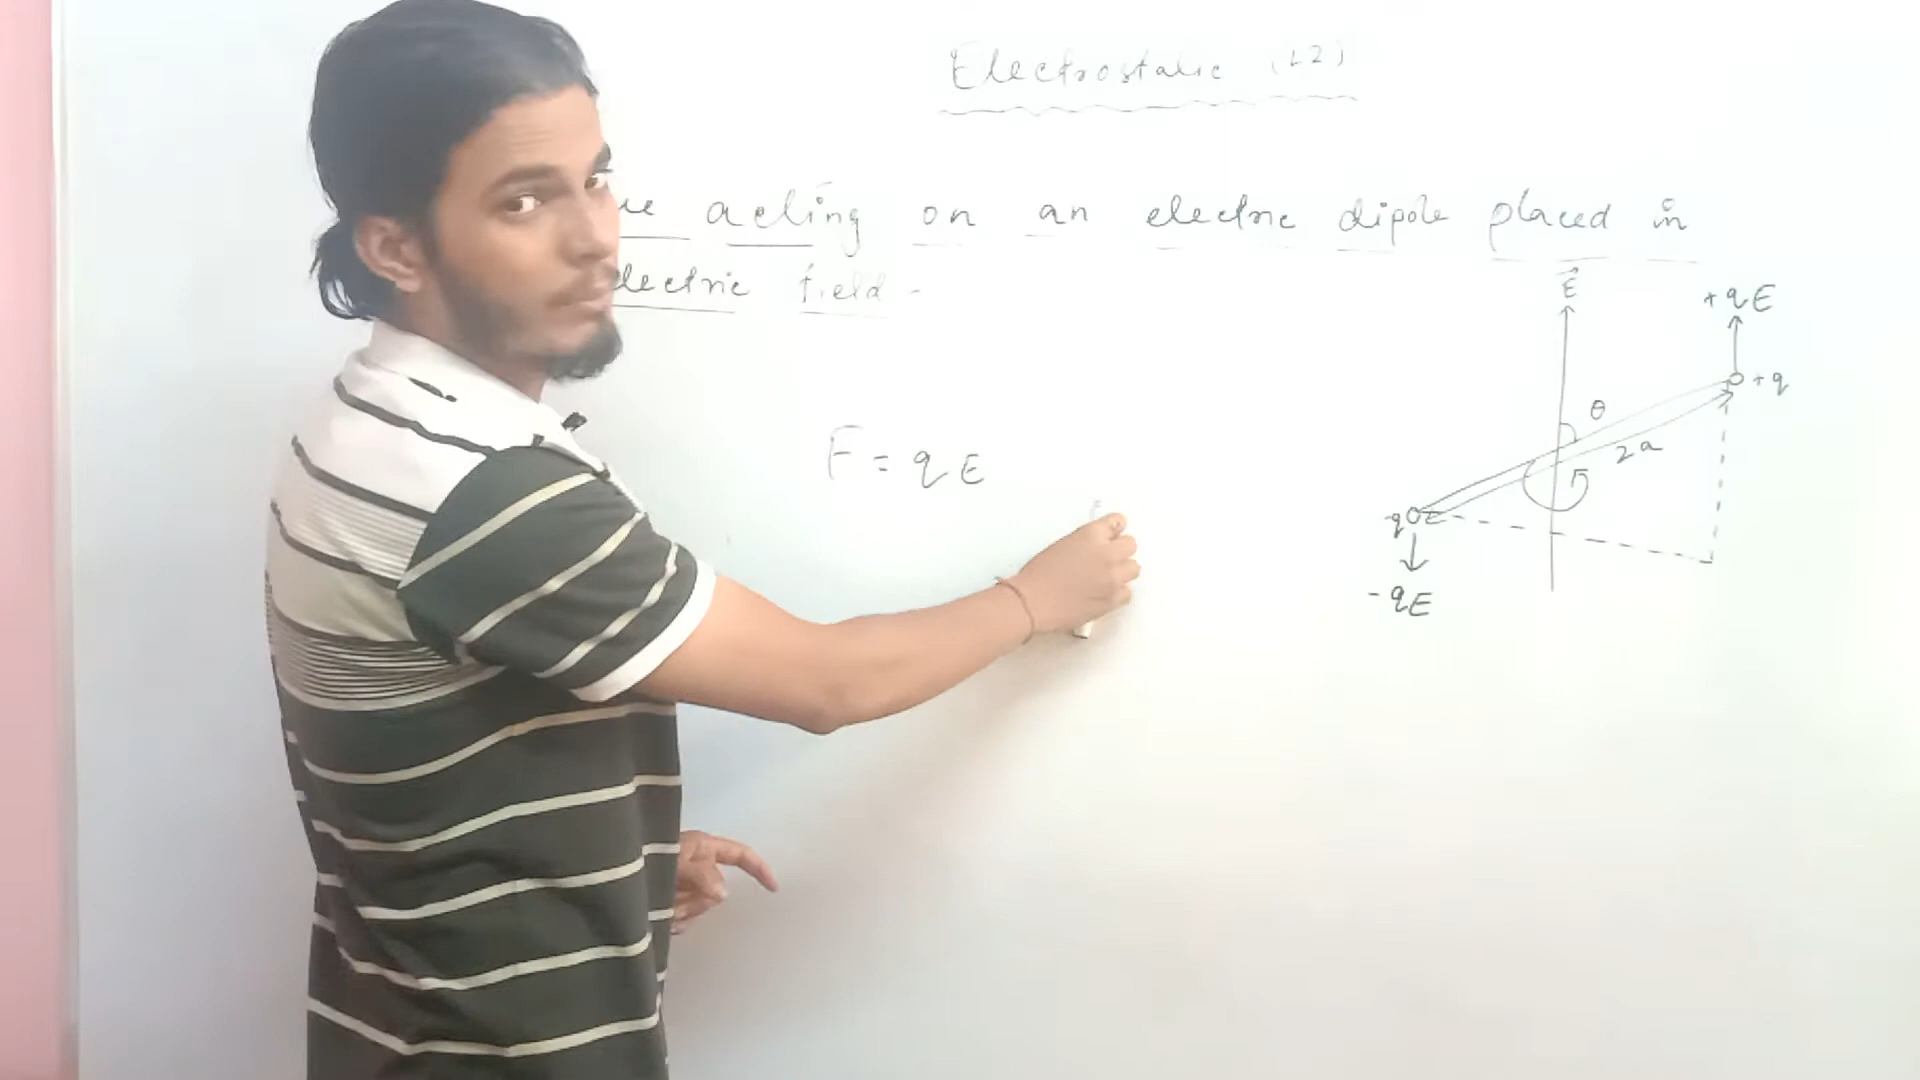 Electrostatic (L2)
acting on an electric dipole placed in
electric field -
E
+qE
+q
θ
2a
F = qE
-q
-qE